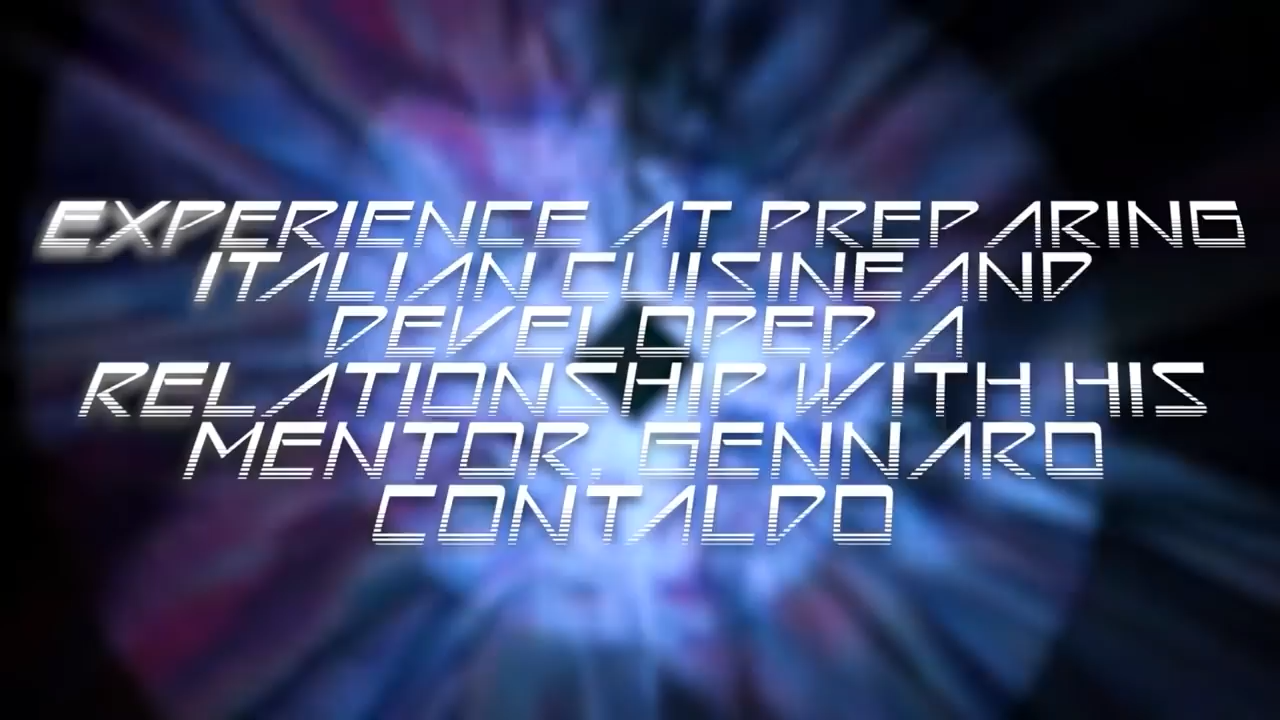 EXPERIENCE AT PREPARING
ITALIAN CUISINE AND
DEVELOPED A
RELATIONSHIP WITH HIS
MENTOR, GENNARO
CONTALDO